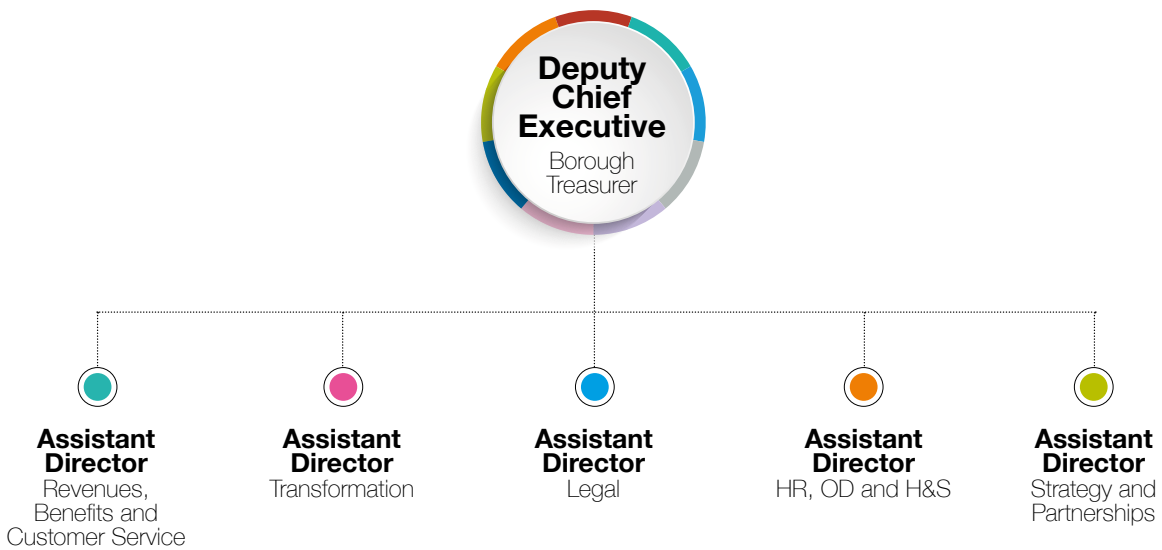 Deputy
Chief
Executive
Borough
Treasurer
Assistant
Director
Revenues,
Benefits and
Customer Service
Assistant
Director
Transformation
Assistant
Director
Legal
Assistant
Director
HR, OD and H&S
Assistant
Director
Strategy and
Partnerships